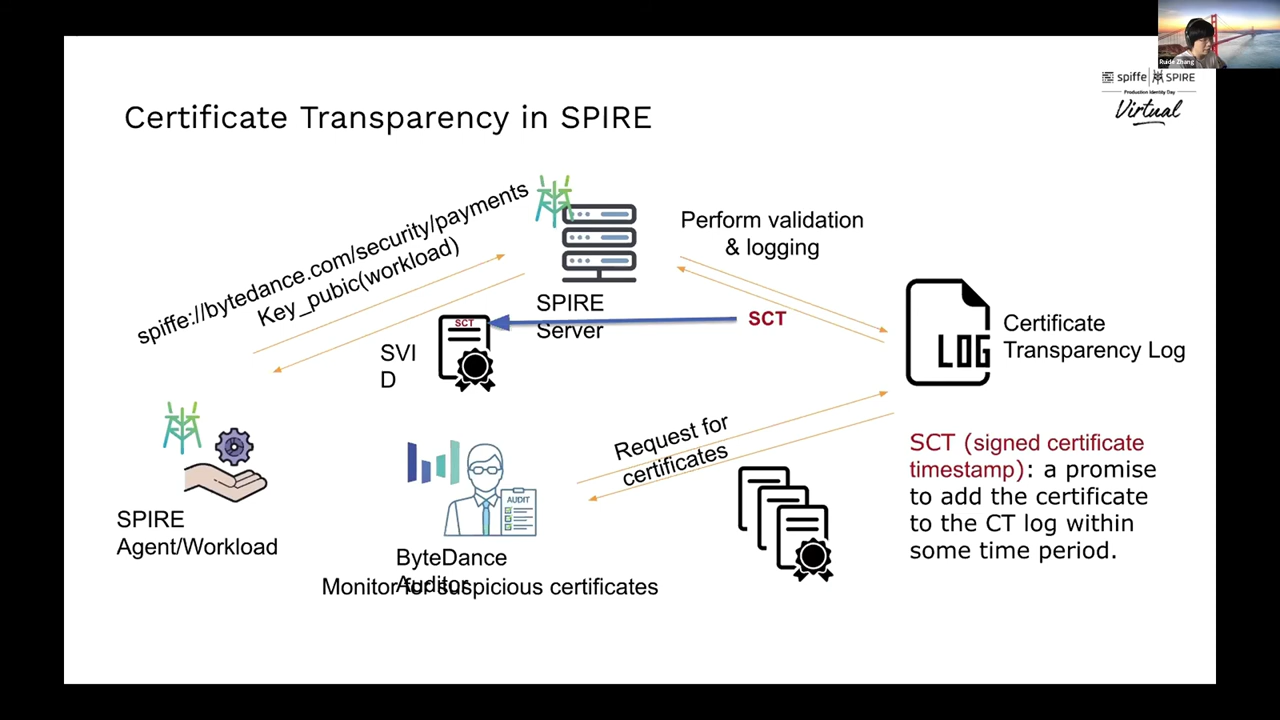 Ruide Zhang
spiffe SPIRE
Production Identity Day
Virtual
Certificate Transparency in SPIRE
spiffe://bytedance.com/security/payments
Key_pubic(workload)
Perform validation
& logging
SPIRE
Server
SCT
SCT
SVI
D
LOG
Certificate
Transparency Log
Request for
certificates
AUDIT
SCT (signed certificate
timestamp): a promise
to add the certificate
to the CT log within
some time period.
SPIRE
Agent/Workload
ByteDance
Auditor
Monitor for suspicious certificates